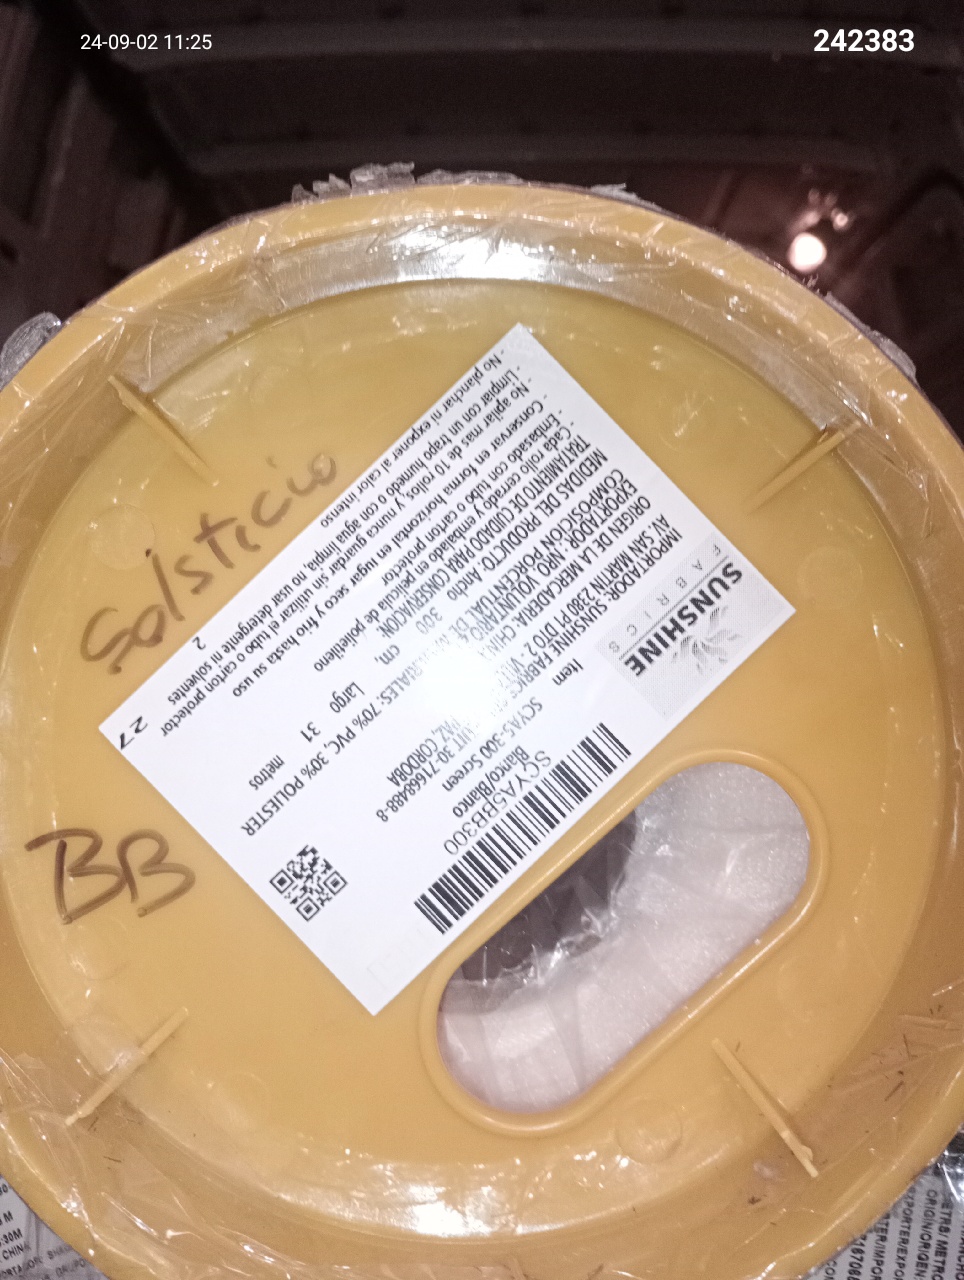 24-09-02 11:25
242383
Solsticio
BB
SUNSHINE
FABRICS
Item
SCYA5-300 Screen
Blanco/Blanco
SCYA5BB300
IMPORTADOR: SUNSHINE FABRICS
30-71668488-8
AV. SAN MARTIN 2380 P1 DTO 2. CORDOBA
ORIGEN DE LA MERCADERIA: CHINA
EXPORTADOR: NRO VOLUNTARIO
COMPOSICIÓN PORCENTUAL DE MATERIALES: 70% PVC, 30% POLIESTER
MEDIDAS DEL PRODUCTO: Ancho 300 cm, Largo 31 metros
TRATAMIENTO DE CUIDADO PARA CONSERVACION:
- Cada rollo cerrado y embalado en pelicula de polietileno
- Embasado con tubo o carton protector
- Conservar en forma horizontal en lugar seco y frio hasta su uso
- No apilar mas de 10 rollos, y nunca guardar sin utilizar el tubo o carton protector
- Limpiar con un trapo humedo o con agua limpia, no usar detergente ni solventes
- No planchar ni exponer al calor intenso
2
27